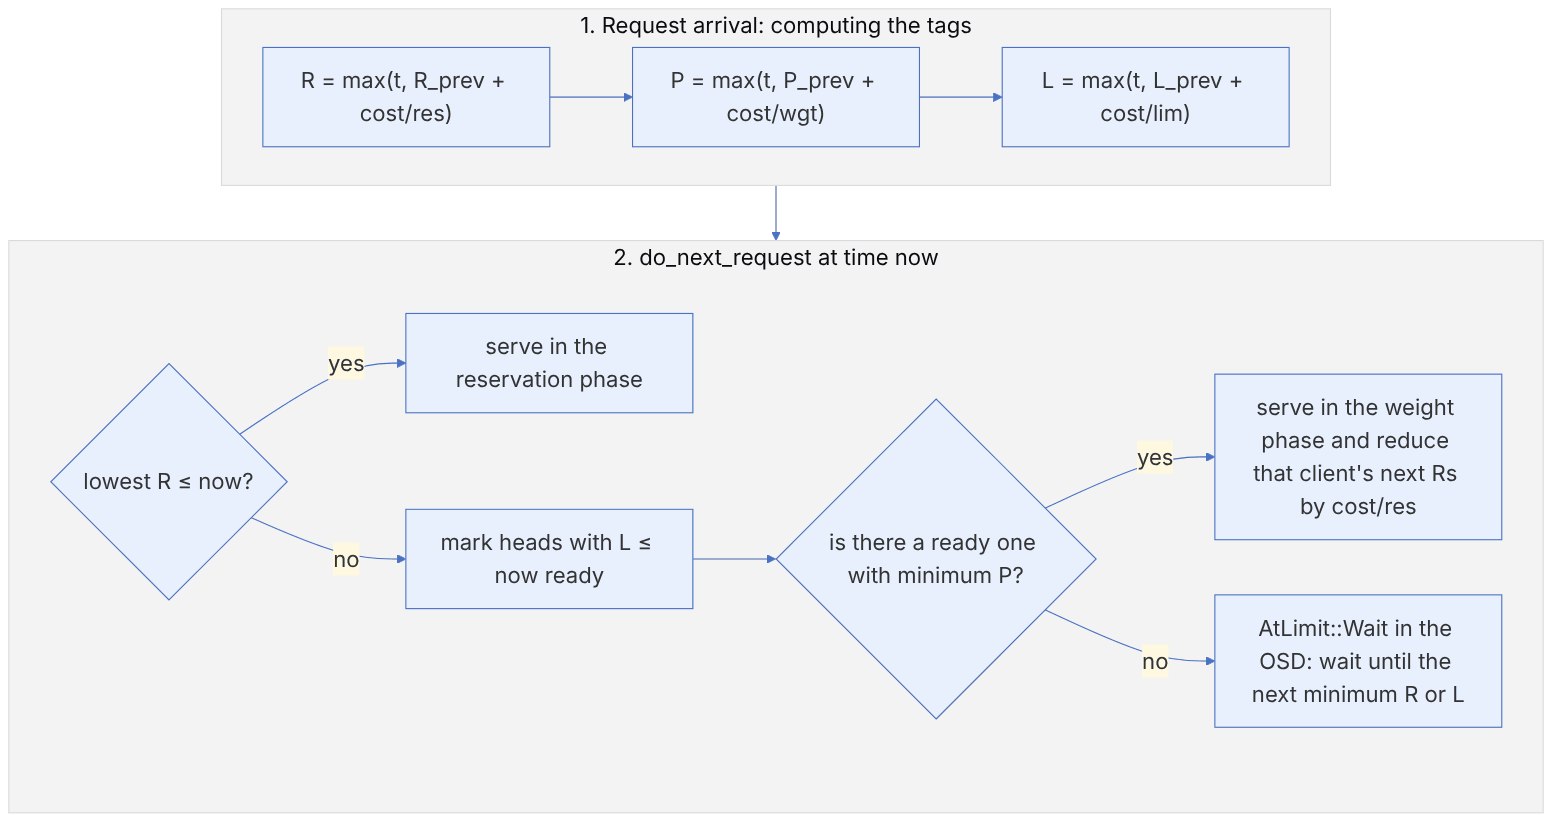 1. Request arrival: computing the tags
R = max(t, R_prev +
cost/res)
P = max(t, P_prev +
cost/wgt)
L = max(t, L_prev +
cost/lim)
2. do_next_request at time now
lowest R ≤ now?
yes
serve in the
reservation phase
no
mark heads with L ≤
now ready
is there a ready one
with minimum P?
yes
serve in the weight
phase and reduce
that client's next Rs
by cost/res
no
AtLimit::Wait in the
OSD: wait until the
next minimum R or L